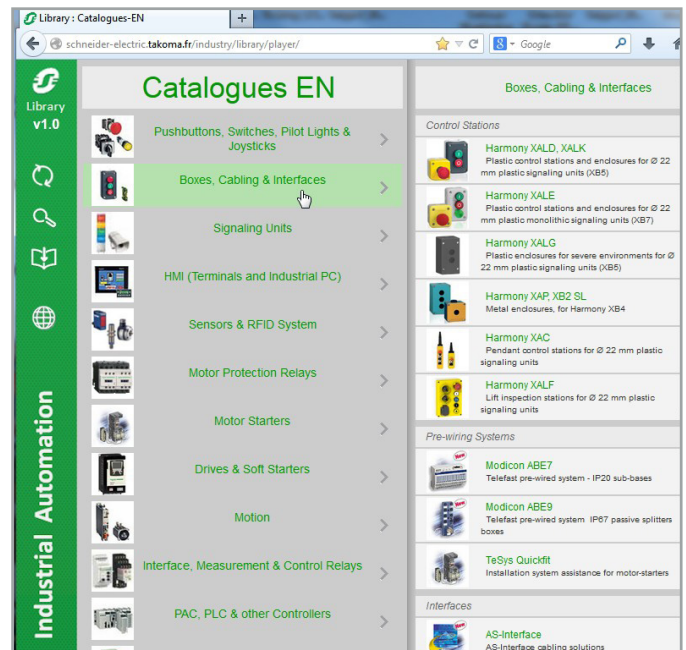 Library : Catalogues-EN
+
schneider-electric.takoma.fr/industry/library/player/
8 Google
Library
v1.0
Industrial Automation
Catalogues EN
Pushbuttons, Switches, Pilot Lights &
Joysticks
Boxes, Cabling & Interfaces
Signaling Units
HMI (Terminals and Industrial PC)
Sensors & RFID System
Motor Protection Relays
Motor Starters
Drives & Soft Starters
Motion
Interface, Measurement & Control Relays
PAC, PLC & other Controllers
Boxes, Cabling & Interfaces
Control Stations
Harmony XALD, XALK
Plastic control stations and enclosures for Ø 22
mm plastic signaling units (XB5)
Harmony XALE
Plastic control stations and enclosures for Ø 22
mm plastic monolithic signaling units (XB7)
Harmony XALG
Plastic enclosures for severe environments for Ø
22 mm plastic signaling units (XB5)
Harmony XAP, XB2 SL
Metal enclosures, for Harmony XB4
Harmony XAC
Pendant control stations for Ø 22 mm plastic
signaling units
Harmony XALF
Lift inspection stations for Ø 22 mm plastic
signaling units
Pre-wiring Systems
New
Modicon ABE7
Telefast pre-wired system - IP20 sub-bases
New
Modicon ABE9
Telefast pre-wired system IP67 passive splitters
boxes
TeSys Quickfit
Installation system assistance for motor-starters
Interfaces
New
AS-Interface
AS-Interface cabling solutions